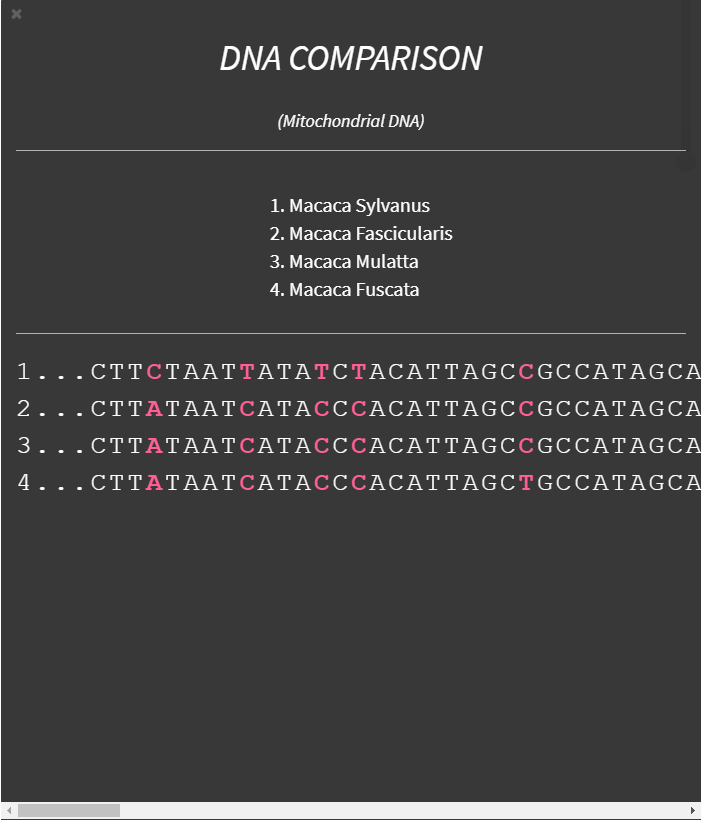 DNA COMPARISON
(Mitochondrial DNA)
1. Macaca Sylvanus
2. Macaca Fascicularis
3. Macaca Mulatta
4. Macaca Fuscata
1...CTTCTAATTATATCTACATTAGCCGCCATAGCA
2...CTTATAATCATACCCACATTAGCCGCCATAGCA
3...CTTATAATCATACCCACATTAGCCGCCATAGCA
4...CTTATAATCATACCCACATTAGCTGCCATAGCA